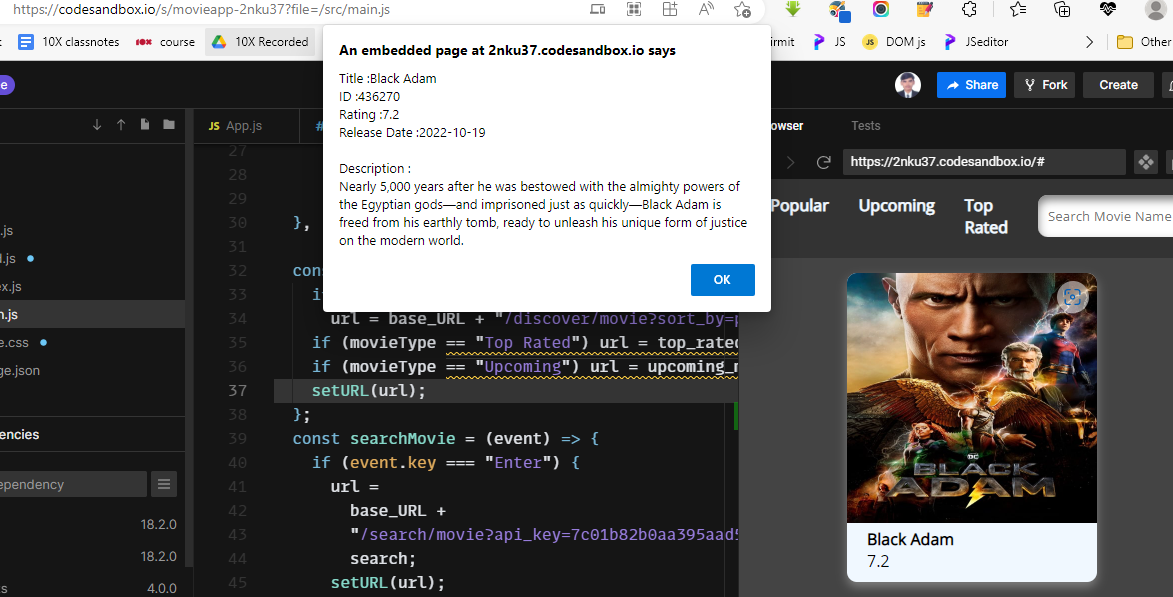 https://codesandbox.io/s/movieapp-2nku37?file=/src/main.js
10X classnotes
course
10X Recorded
irmit
JS
DOM js
JSeditor
Other
An embedded page at 2nku37.codesandbox.io says
Title :Black Adam
ID :436270
Rating :7.2
Release Date :2022-10-19
Description :
Nearly 5,000 years after he was bestowed with the almighty powers of
the Egyptian gods—and imprisoned just as quickly—Black Adam is
freed from his earthly tomb, ready to unleash his unique form of justice
on the modern world.
OK
e
Share
Fork
Create
JS App.js
#
owser
Tests
https://2nku37.codesandbox.io/#
Popular
Upcoming
Top
Rated
Search Movie Name
.js
l.js
ex.js
n.js
e.css
ge.json
encies
ependency
18.2.0
18.2.0
s
4.0.0
27
28
29
30 },
31
32 con
33 i
34 url = base_URL + "/discover/movie?sort_by=p
35 if (movieType == "Top Rated") url = top_rated
36 if (movieType == "Upcoming") url = upcoming_m
37 setURL(url);
38 };
39 const searchMovie = (event) => {
40 if (event.key === "Enter") {
41 url =
42 base_URL +
43 "/search/movie?api_key=7c01b82b0aa395aad5
44 search;
45 setURL(url);
DC
BLACK
ADAM
Black Adam
7.2